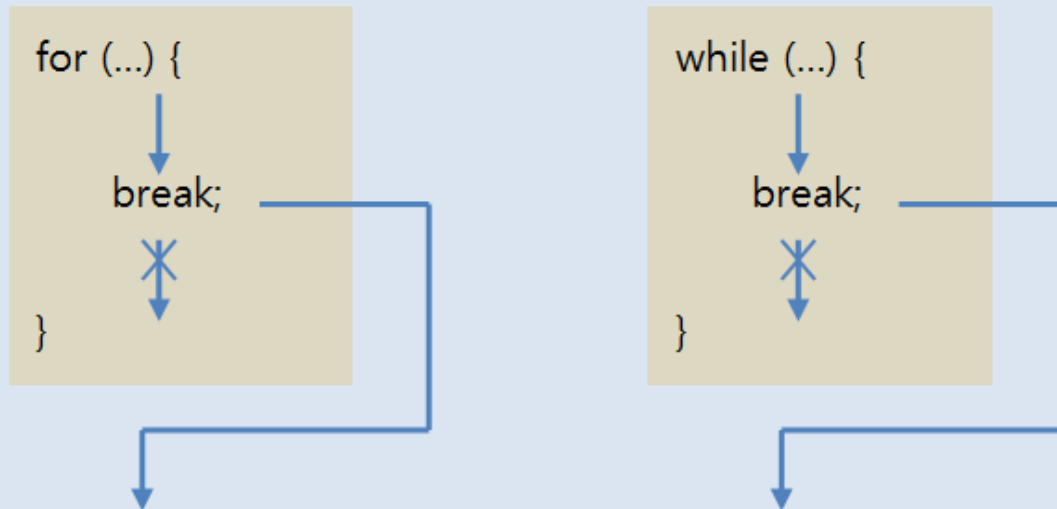 for (...) {
break;
}
while (...) {
break;
}